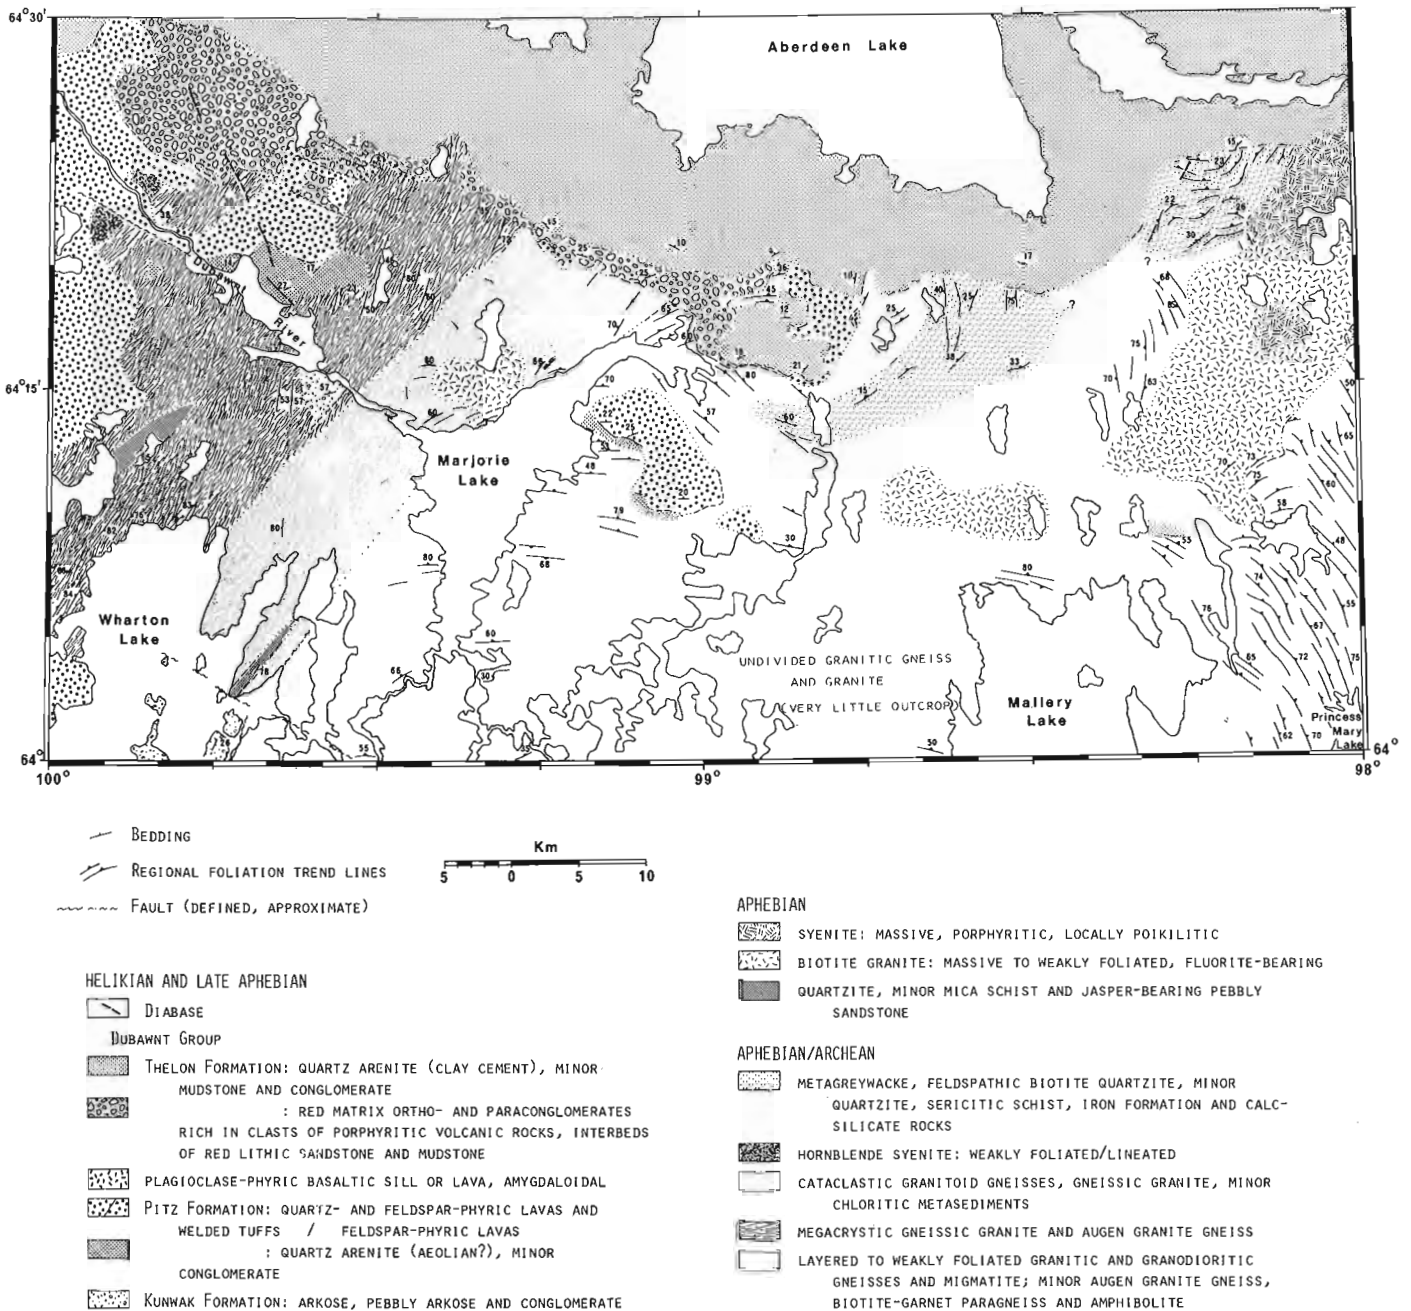 64°30'
Aberdeen Lake
Dubawnt
River
64°15'
Marjorie
Lake
Wharton
Lake
UNDIVIDED GRANITIC GNEISS
AND GRANITE
(VERY LITTLE OUTCROP)
Mallery
Lake
Princess
Mary
Lake
64°
64°
100°
99°
98°
BEDDING
REGIONAL FOLIATION TREND LINES
FAULT (DEFINED, APPROXIMATE)
Km
5 0 5 10
HELIKIAN AND LATE APHEBIAN
DIABASE
DUBAWNT GROUP
THELON FORMATION: QUARTZ ARENITE (CLAY CEMENT), MINOR
MUDSTONE AND CONGLOMERATE
: RED MATRIX ORTHO- AND PARACONGLOMERATES
RICH IN CLASTS OF PORPHYRITIC VOLCANIC ROCKS, INTERBEDS
OF RED LITHIC SANDSTONE AND MUDSTONE
PLAGIOCLASE-PHYRIC BASALTIC SILL OR LAVA, AMYGDALOIDAL
PITZ FORMATION: QUARTZ- AND FELDSPAR-PHYRIC LAVAS AND
WELDED TUFFS / FELDSPAR-PHYRIC LAVAS
: QUARTZ ARENITE (AEOLIAN?), MINOR
CONGLOMERATE
KUNWAK FORMATION: ARKOSE, PEBBLY ARKOSE AND CONGLOMERATE
APHEBIAN
SYENITE: MASSIVE, PORPHYRITIC, LOCALLY POIKILITIC
BIOTITE GRANITE: MASSIVE TO WEAKLY FOLIATED, FLUORITE-BEARING
QUARTZITE, MINOR MICA SCHIST AND JASPER-BEARING PEBBLY
SANDSTONE
APHEBIAN/ARCHEAN
METAGREYWACKE, FELDSPATHIC BIOTITE QUARTZITE, MINOR
QUARTZITE, SERICITIC SCHIST, IRON FORMATION AND CALC-
SILICATE ROCKS
HORNBLENDE SYENITE: WEAKLY FOLIATED/LINEATED
CATACLASTIC GRANITOID GNEISSES, GNEISSIC GRANITE, MINOR
CHLORITIC METASEDIMENTS
MEGACRYSTIC GNEISSIC GRANITE AND AUGEN GRANITE GNEISS
LAYERED TO WEAKLY FOLIATED GRANITIC AND GRANODIORITIC
GNEISSES AND MIGMATITE; MINOR AUGEN GRANITE GNEISS,
BIOTITE-GARNET PARAGNEISS AND AMPHIBOLITE